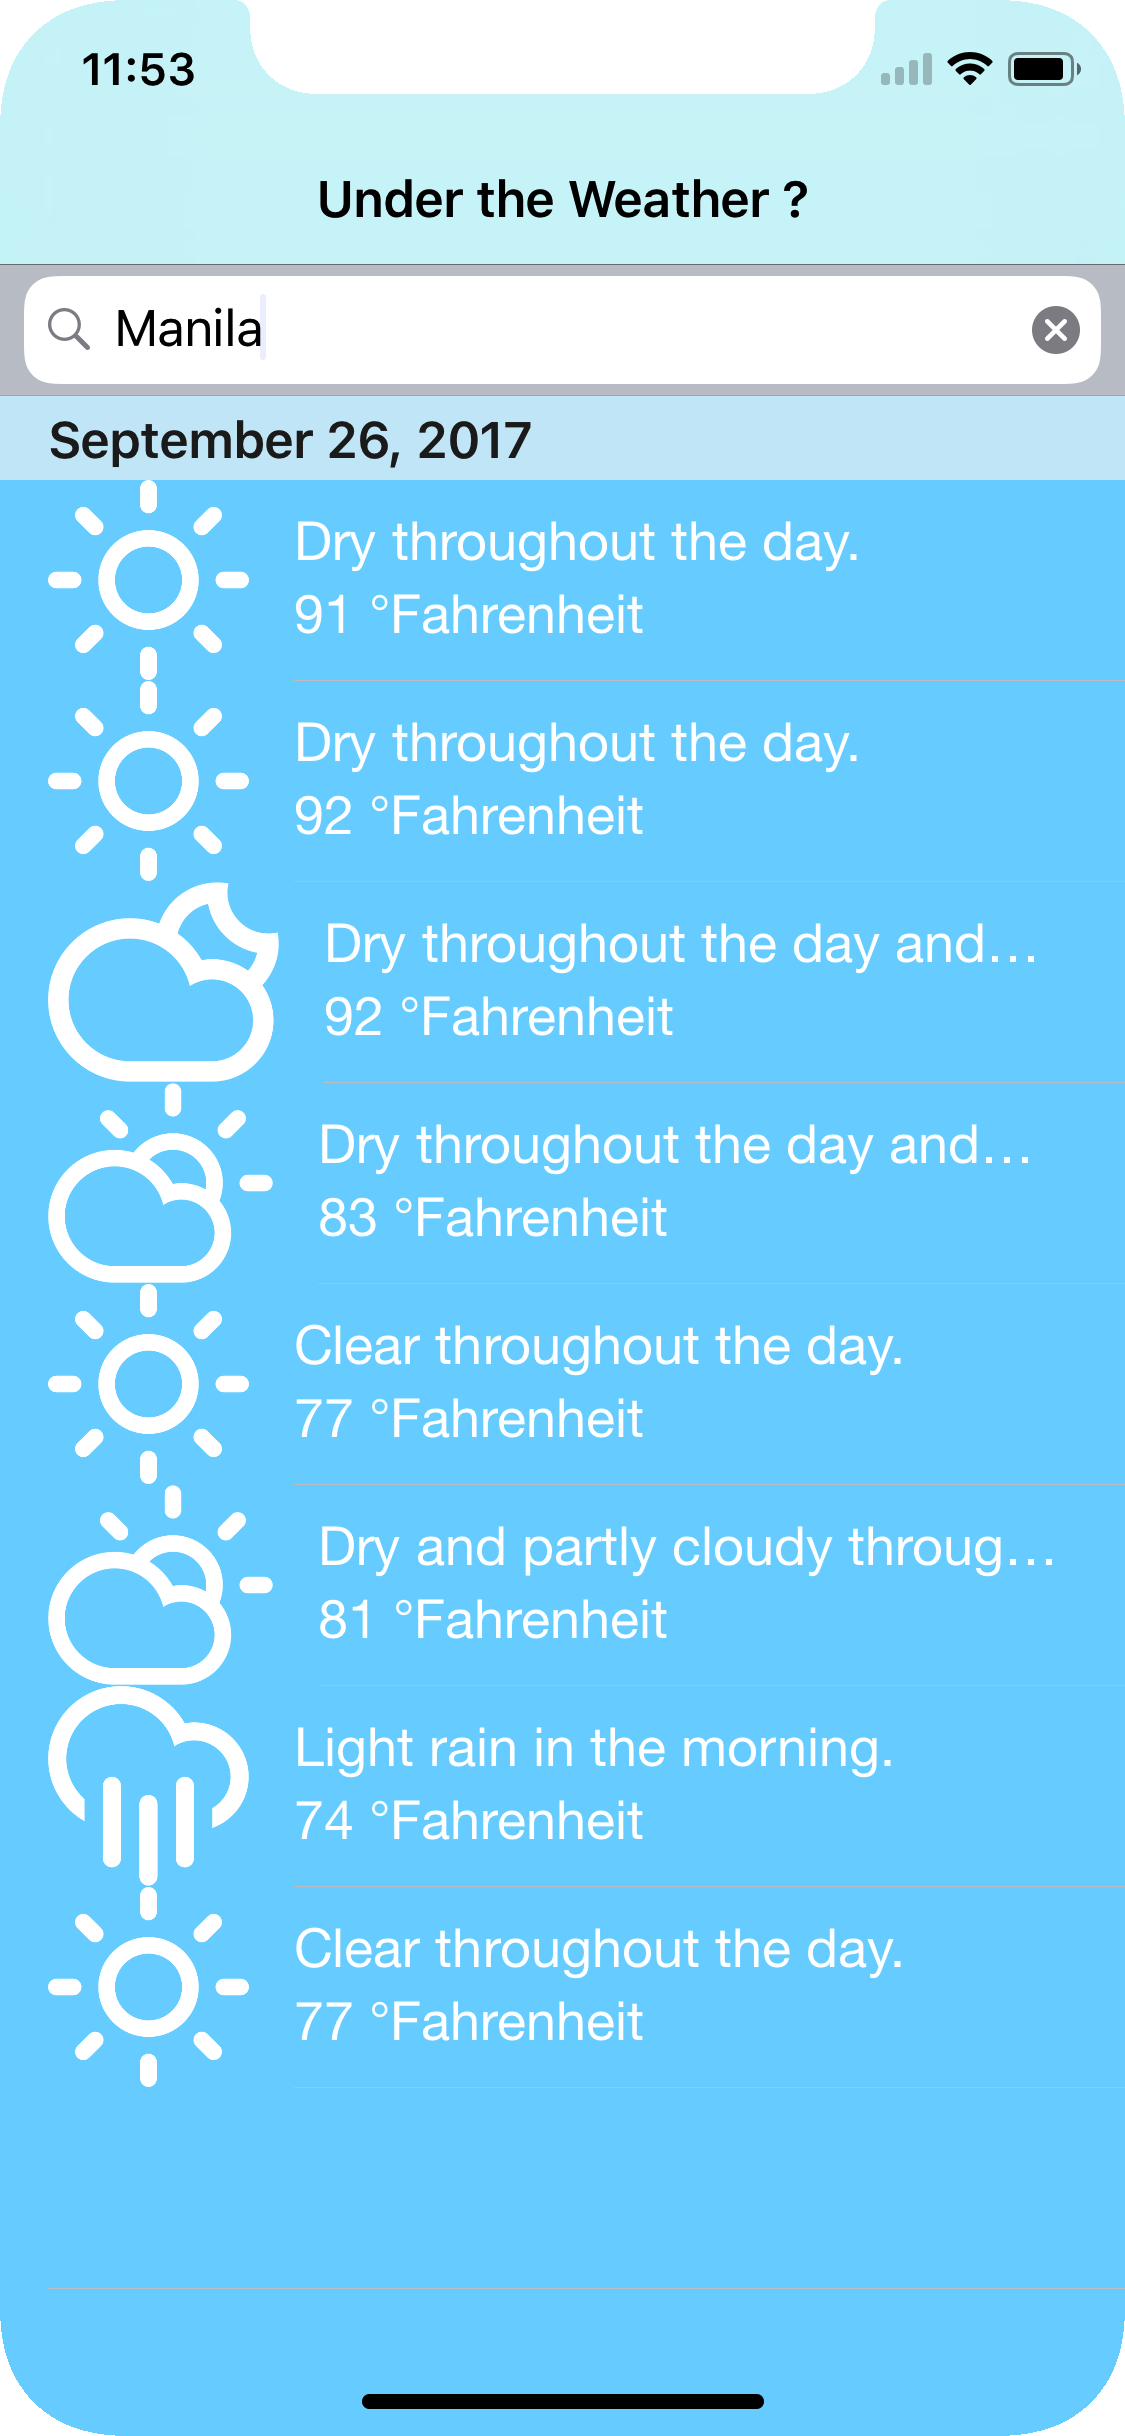 11:53
Under the Weather ?
Manila
September 26, 2017
Dry throughout the day.
91 °Fahrenheit
Dry throughout the day.
92 °Fahrenheit
Dry throughout the day and…
92 °Fahrenheit
Dry throughout the day and…
83 °Fahrenheit
Clear throughout the day.
77 °Fahrenheit
Dry and partly cloudy throug…
81 °Fahrenheit
Light rain in the morning.
74 °Fahrenheit
Clear throughout the day.
77 °Fahrenheit